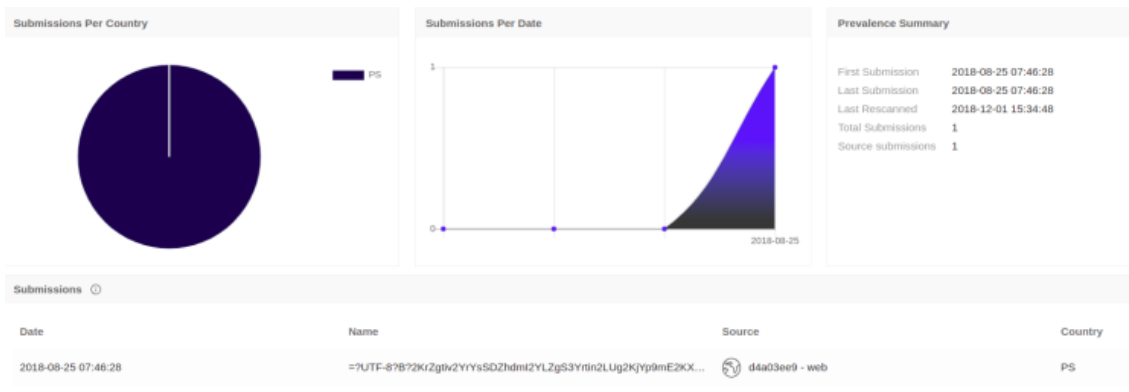 Submissions Per Country
PS
Submissions Per Date
1
0
2018-08-25
Prevalence Summary
First Submission 2018-08-25 07:46:28
Last Submission 2018-08-25 07:46:28
Last Rescanned 2018-12-01 15:34:48
Total Submissions 1
Source submissions 1
Submissions
Date Name Source Country
2018-08-25 07:46:28 =?UTF-8?B?2KrZgtiv2YrYsSDZhdmI2YLZgS3Yrtin2LUg2KjYp9mE2KX... d4a03ee9 - web PS